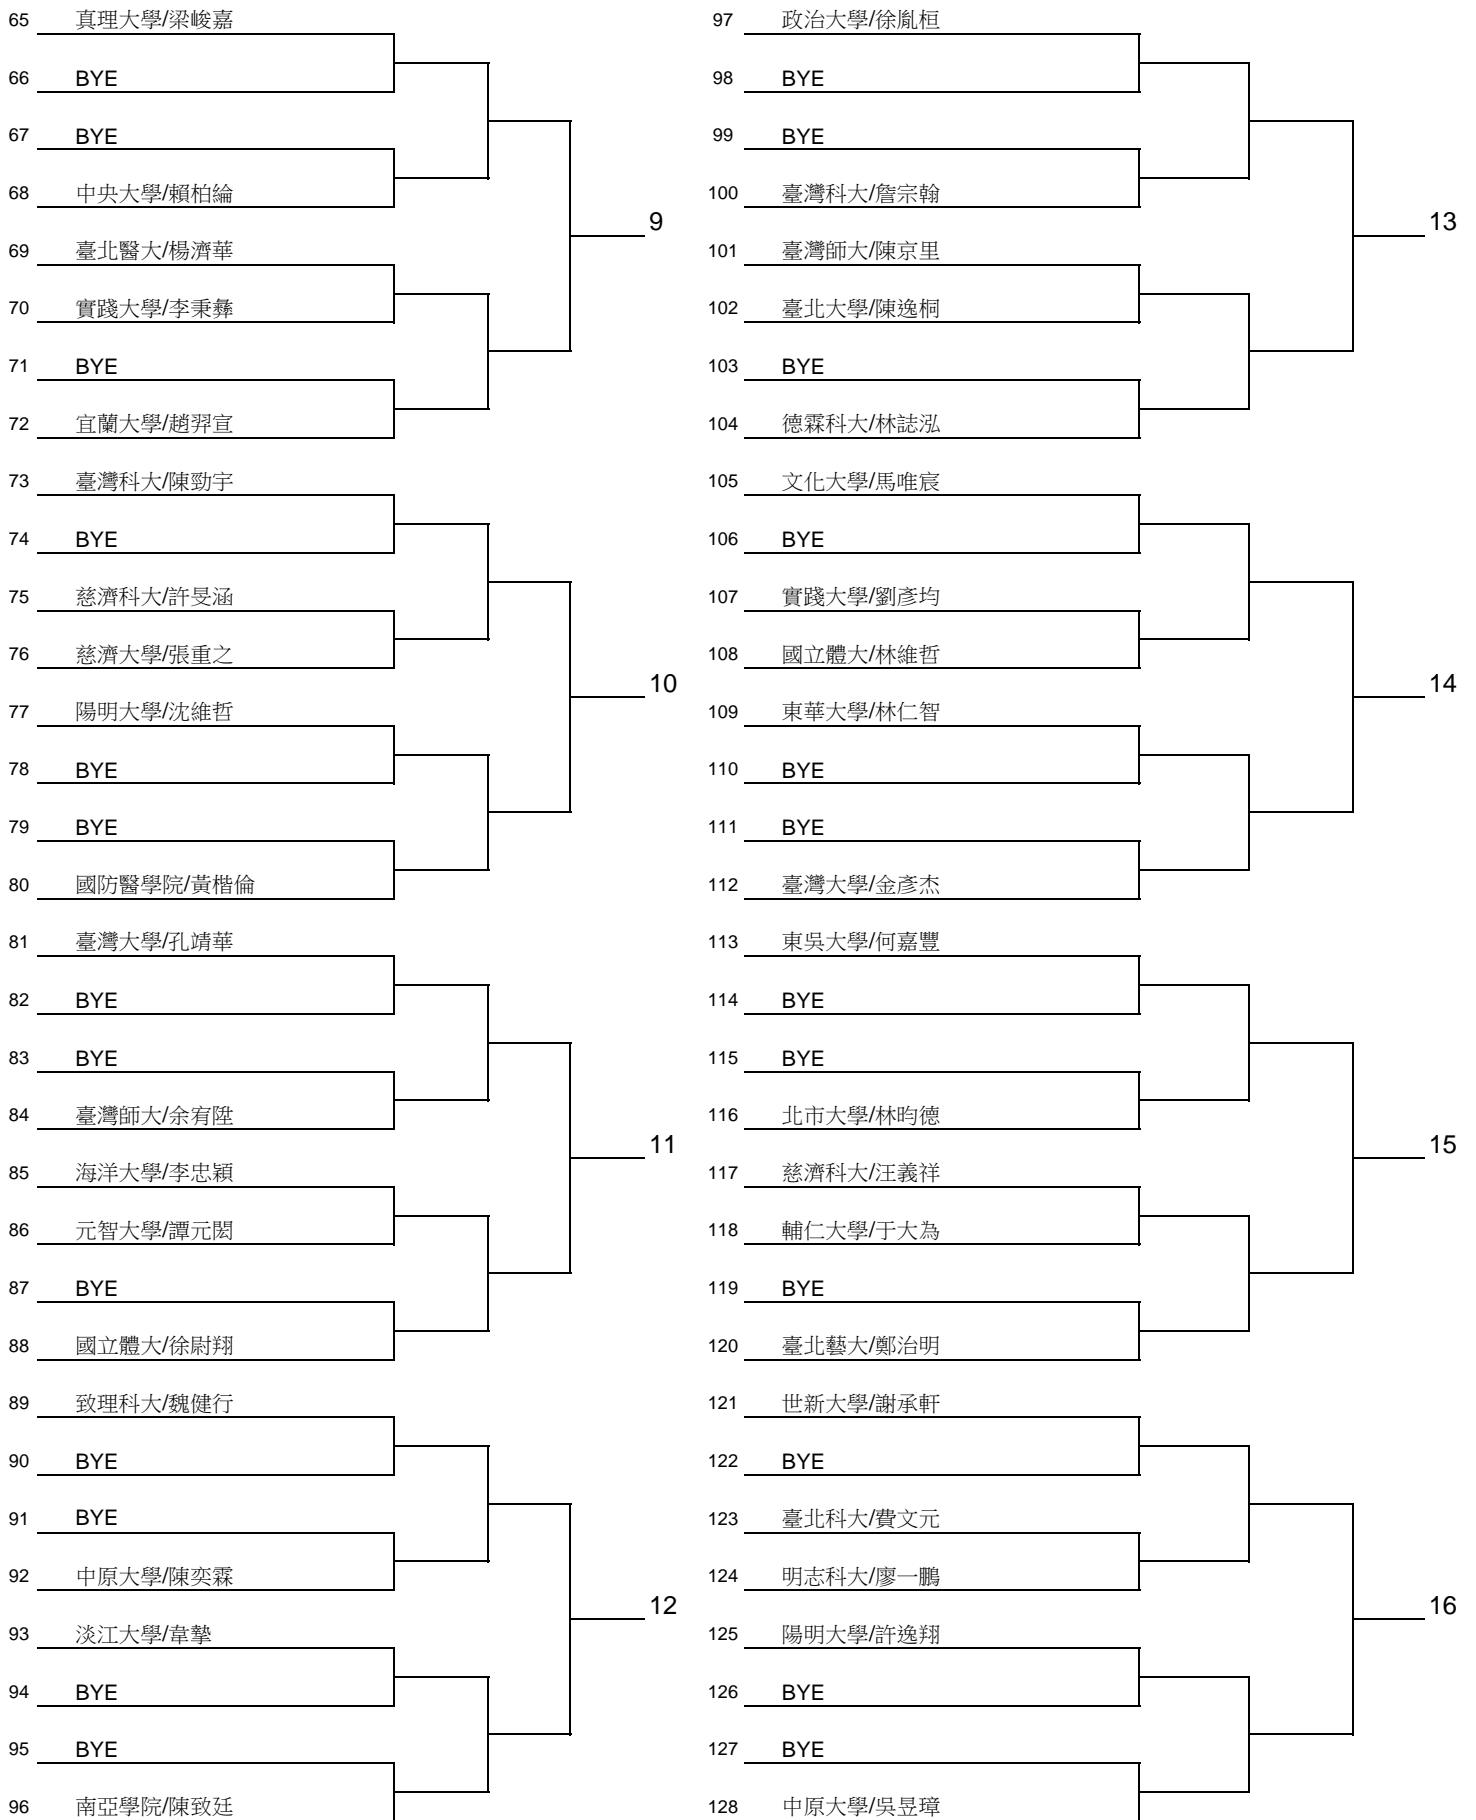 65 真理大學/梁峻嘉
66 BYE
67 BYE
68 中央大學/賴柏綸
9
69 臺北醫大/楊濟華
70 實踐大學/李秉彝
71 BYE
72 宜蘭大學/趙羿宣
73 臺灣科大/陳勁宇
74 BYE
75 慈濟科大/許旻涵
76 慈濟大學/張重之
10
77 陽明大學/沈維哲
78 BYE
79 BYE
80 國防醫學院/黃楷倫
81 臺灣大學/孔靖華
82 BYE
83 BYE
84 臺灣師大/余宥陞
11
85 海洋大學/李忠穎
86 元智大學/譚元閎
87 BYE
88 國立體大/徐尉翔
89 致理科大/魏健行
90 BYE
91 BYE
92 中原大學/陳奕霖
12
93 淡江大學/韋摯
94 BYE
95 BYE
96 南亞學院/陳致廷
97 政治大學/徐胤桓
98 BYE
99 BYE
100 臺灣科大/詹宗翰
13
101 臺灣師大/陳京里
102 臺北大學/陳逸桐
103 BYE
104 德霖科大/林誌泓
105 文化大學/馬唯宸
106 BYE
107 實踐大學/劉彥均
108 國立體大/林維哲
14
109 東華大學/林仁智
110 BYE
111 BYE
112 臺灣大學/金彥杰
113 東吳大學/何嘉豐
114 BYE
115 BYE
116 北市大學/林昀德
15
117 慈濟科大/汪義祥
118 輔仁大學/于大為
119 BYE
120 臺北藝大/鄭治明
121 世新大學/謝承軒
122 BYE
123 臺北科大/費文元
124 明志科大/廖一鵬
16
125 陽明大學/許逸翔
126 BYE
127 BYE
128 中原大學/吳昱璋